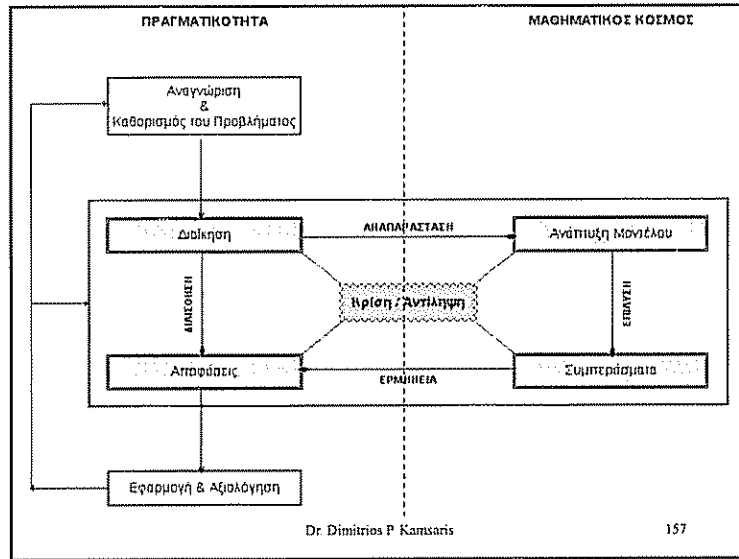 ΠΡΑΓΜΑΤΙΚΟΤΗΤΑ
ΜΑΘΗΜΑΤΙΚΟΣ ΚΟΣΜΟΣ
Αναγνώριση
&
Καθορισμός του Προβλήματος
Διοίκηση
ΑΝΑΠΑΡΑΣΤΑΣΗ
Ανάπτυξη Μοντέλου
ΔΙΑΙΣΘΗΣΗ
Κρίση / Αντίληψη
ΕΠΙΛΥΣΗ
Αποφάσεις
ΕΡΜΗΝΕΙΑ
Συμπεράσματα
Εφαρμογή & Αξιολόγηση
Dr. Dimitrios P Kamsaris
157